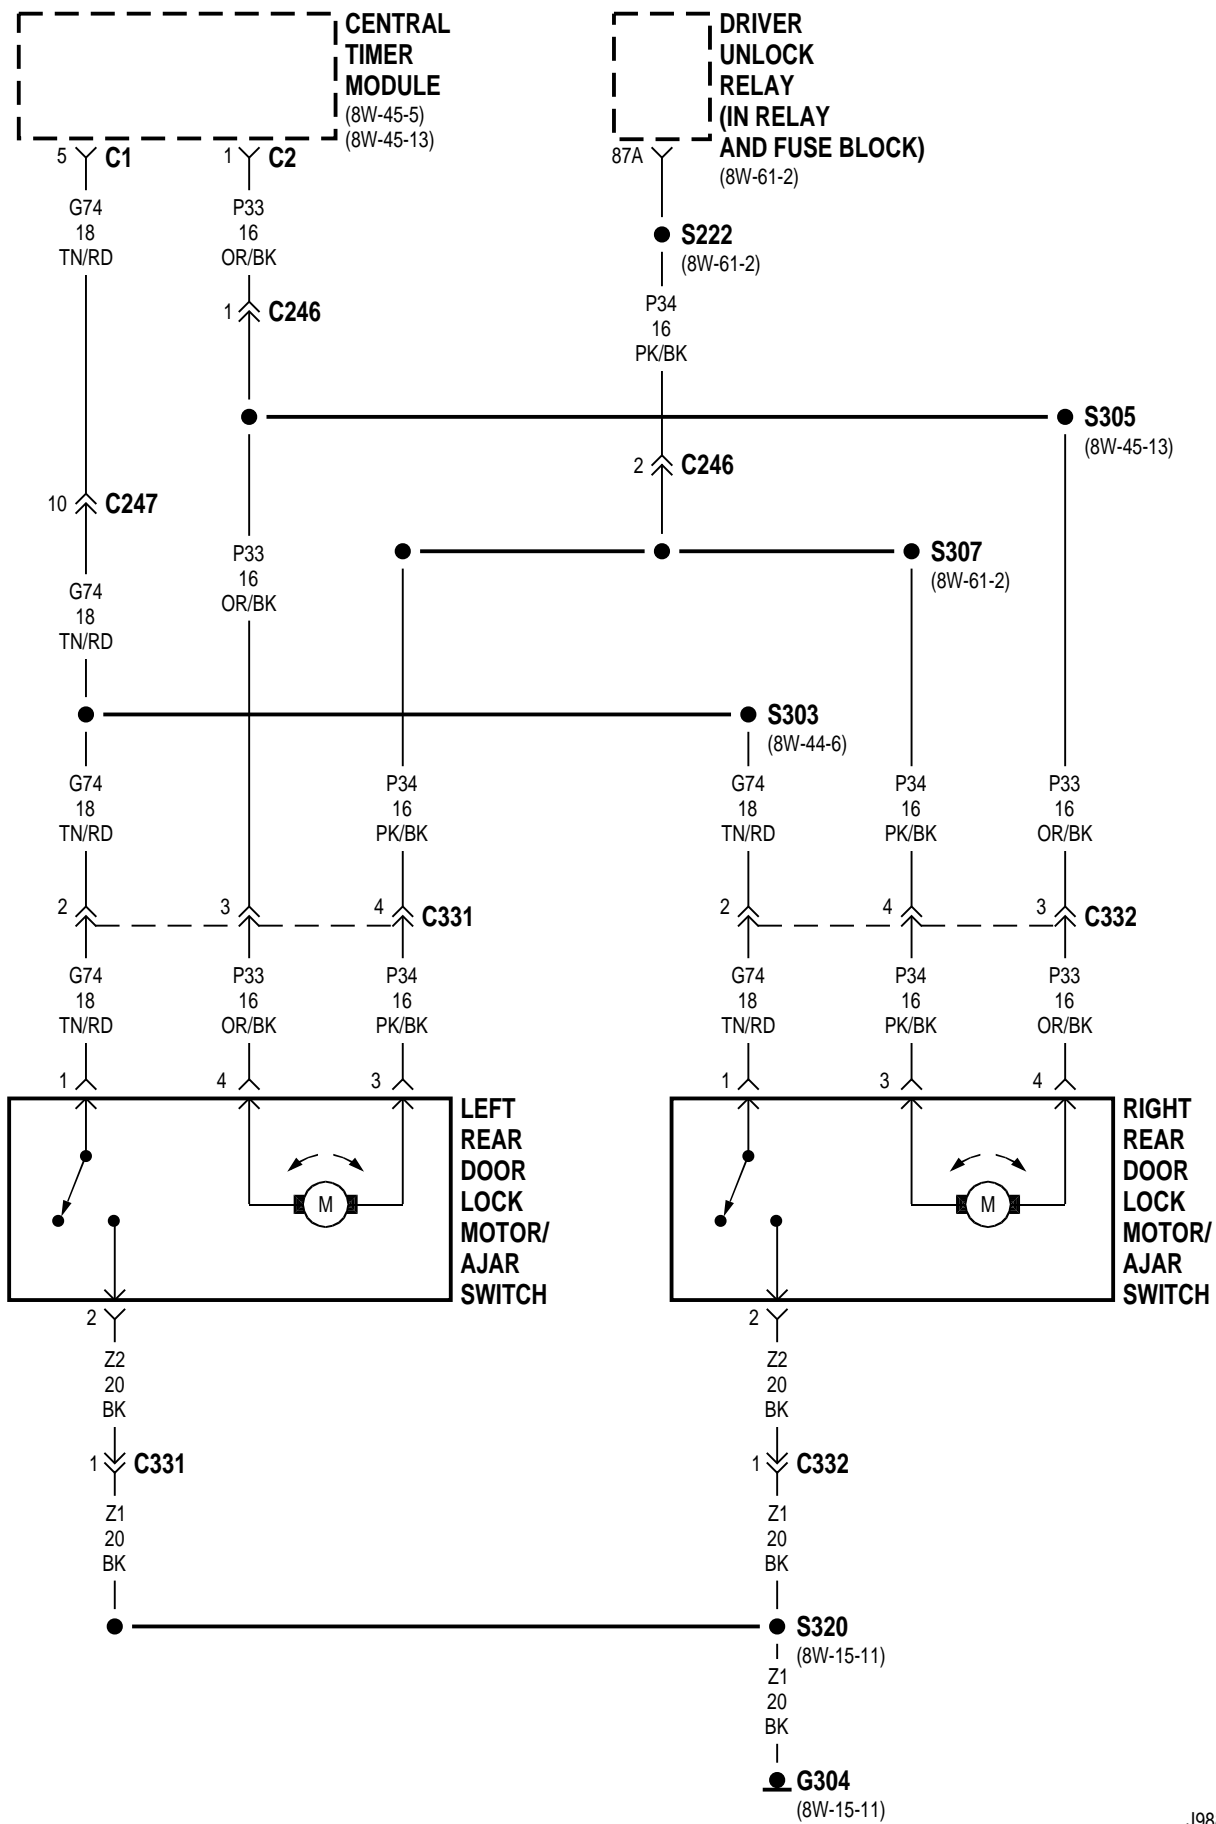 CENTRAL
TIMER
MODULE
(8W-45-5)
(8W-45-13)
DRIVER
UNLOCK
RELAY
(IN RELAY
AND FUSE BLOCK)
(8W-61-2)
5 C1
1 C2
87A
G74
18
TN/RD
P33
16
OR/BK
S222
(8W-61-2)
1 C246
P34
16
PK/BK
S305
(8W-45-13)
2 C246
10 C247
P33
16
OR/BK
S307
(8W-61-2)
G74
18
TN/RD
S303
(8W-44-6)
G74
18
TN/RD
P34
16
PK/BK
G74
18
TN/RD
P34
16
PK/BK
P33
16
OR/BK
2 3 4 C331
2 4 3 C332
G74
18
TN/RD
P33
16
OR/BK
P34
16
PK/BK
G74
18
TN/RD
P34
16
PK/BK
P33
16
OR/BK
1 4 3
1 3 4
M
LEFT
REAR
DOOR
LOCK
MOTOR/
AJAR
SWITCH
M
RIGHT
REAR
DOOR
LOCK
MOTOR/
AJAR
SWITCH
2
2
Z2
20
BK
Z2
20
BK
1 C331
1 C332
Z1
20
BK
Z1
20
BK
S320
(8W-15-11)
Z1
20
BK
G304
(8W-15-11)